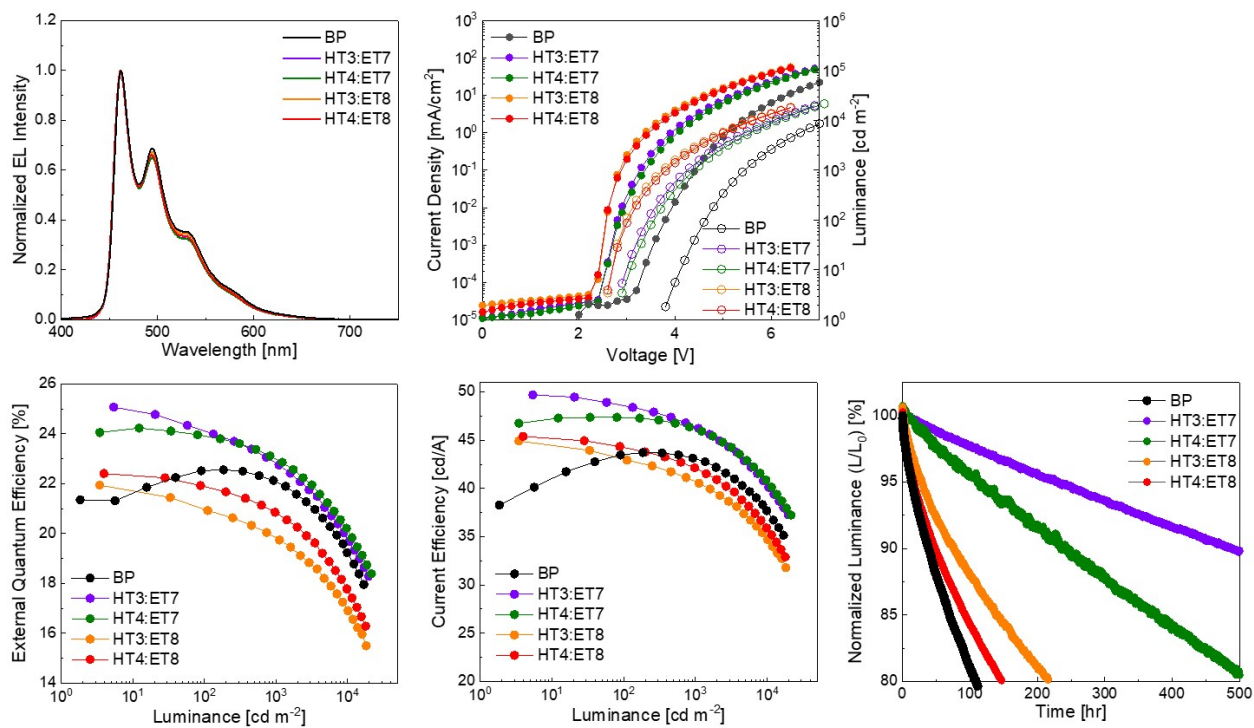 Normalized EL Intensity
1.2
1.0
0.8
0.6
0.4
0.2
0.0
400 500 600 700
Wavelength [nm]
BP
HT3:ET7
HT4:ET7
HT3:ET8
HT4:ET8
Current Density [mA/cm²]
10³
10²
10¹
10⁰
10⁻¹
10⁻²
10⁻³
10⁻⁴
10⁻⁵
0 2 4 6
Voltage [V]
BP
HT3:ET7
HT4:ET7
HT3:ET8
HT4:ET8
BP
HT3:ET7
HT4:ET7
HT3:ET8
HT4:ET8
10⁶
10⁵
10⁴
10³
10²
10¹
10⁰
Luminance [cd m⁻²]
External Quantum Efficiency [%]
26
24
22
20
18
16
14
10⁰ 10¹ 10² 10³ 10⁴
Luminance [cd m⁻²]
BP
HT3:ET7
HT4:ET7
HT3:ET8
HT4:ET8
Current Efficiency [cd/A]
50
45
40
35
30
25
20
10⁰ 10¹ 10² 10³ 10⁴
Luminance [cd m⁻²]
BP
HT3:ET7
HT4:ET7
HT3:ET8
HT4:ET8
Normalized Luminance (L/L₀) [%]
100
95
90
85
80
0 100 200 300 400 500
Time [hr]
BP
HT3:ET7
HT4:ET7
HT3:ET8
HT4:ET8